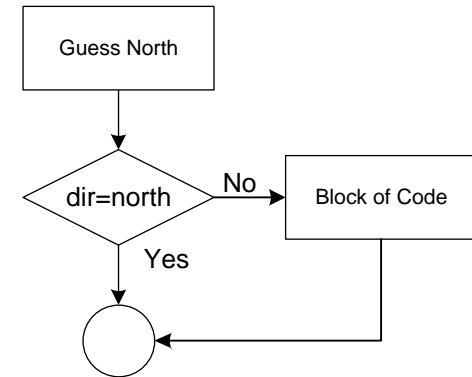 Guess North
dir=north
No
Block of Code
Yes